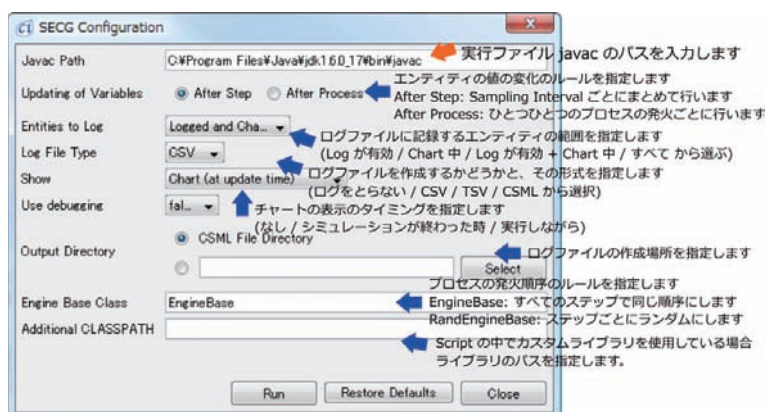 SECG Configuration
Javac Path
C:¥Program Files¥Java¥jdk1.6.0_17¥bin¥javac
実行ファイル javac のパスを入力します
エンティティの値の変化のルールを指定します
Updating of Variables
After Step
After Process
After Step: Sampling Interval ごとにまとめて行います
After Process: ひとつひとつのプロセスの発火ごとに行います
Entities to Log
Logged and Cha...
ログファイルに記録するエンティティの範囲を指定します
(Log が有効 / Chart 中 / Log が有効 + Chart 中 / すべて から選ぶ)
Log File Type
CSV
ログファイルを作成するかどうかと、その形式を指定します
(ログをとらない / CSV / TSV / CSML から選択)
Show
Chart (at update time)
Use debugging
fal...
チャートの表示のタイミングを指定します
(なし / シミュレーションが終わった時 / 実行しながら)
Output Directory
CSML File Directory
ログファイルの作成場所を指定します
Select
プロセスの発火順序のルールを指定します
Engine Base Class
EngineBase
EngineBase: すべてのステップで同じ順序にします
RandEngineBase: ステップごとにランダムにします
Additional CLASSPATH
Script の中でカスタムライブラリを使用している場合
ライブラリのパスを指定します。
Run
Restore Defaults
Close